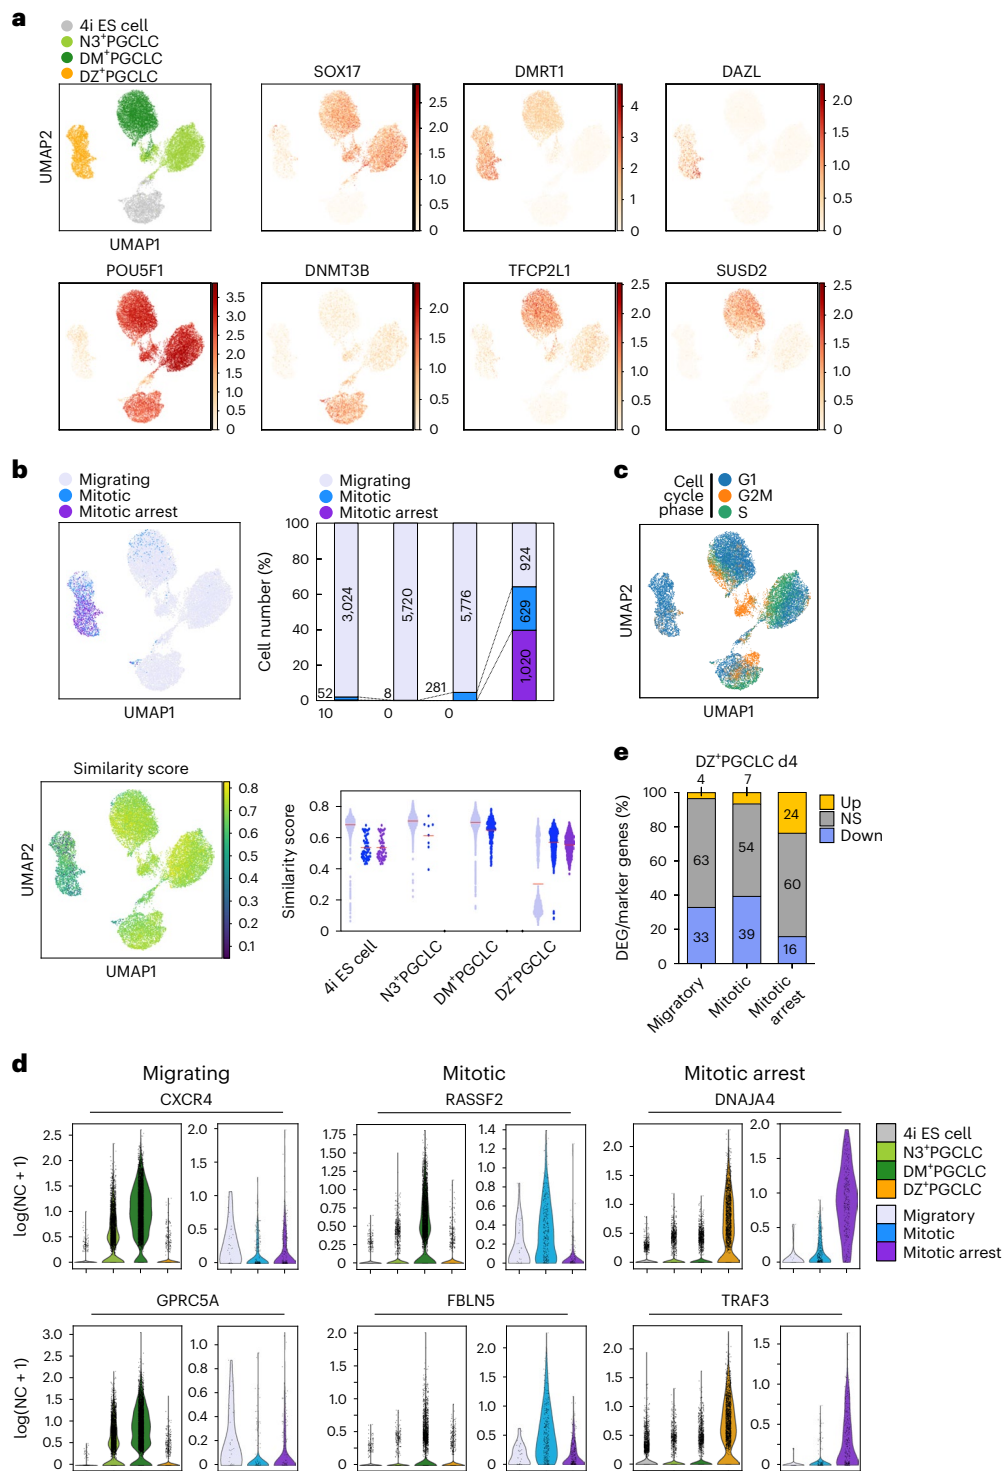 a
4i ES cell
N3⁺PGCLC
DM⁺PGCLC
DZ⁺PGCLC
UMAP2
UMAP1
SOX17
2.5
2.0
1.5
1.0
0.5
0
DMRT1
4
3
2
1
0
DAZL
2.0
1.5
1.0
0.5
0
POU5F1
3.5
3.0
2.5
2.0
1.5
1.0
0.5
0
DNMT3B
2.0
1.5
1.0
0.5
0
TFCP2L1
2.5
2.0
1.5
1.0
0.5
0
SUSD2
2.5
2.0
1.5
1.0
0.5
0
b
Migrating
Mitotic
Mitotic arrest
UMAP1
Migrating
Mitotic
Mitotic arrest
Cell number (%)
100
80
60
40
20
0
3,024
52
10
5,720
8
0
5,776
281
0
924
629
1,020
Similarity score
UMAP2
UMAP1
0.8
0.7
0.6
0.5
0.4
0.3
0.2
0.1
Similarity score
0.8
0.6
0.4
0.2
0
4i ES cell
N3⁺PGCLC
DM⁺PGCLC
DZ⁺PGCLC
c
Cell cycle phase
G1
G2M
S
UMAP2
UMAP1
e
DZ⁺PGCLC d4
DEG/marker genes (%)
100
80
60
40
20
0
4
63
33
7
54
39
24
60
16
Up
NS
Down
Migratory
Mitotic
Mitotic arrest
d
Migrating
Mitotic
Mitotic arrest
CXCR4
log(NC + 1)
2.5
2.0
1.5
1.0
0.5
0
2.0
1.5
1.0
0.5
0
RASSF2
1.75
1.50
1.25
1.00
0.75
0.50
0.25
0
1.4
1.2
1.0
0.8
0.6
0.4
0.2
0
DNAJA4
2.0
1.5
1.0
0.5
0
2.0
1.5
1.0
0.5
0
4i ES cell
N3⁺PGCLC
DM⁺PGCLC
DZ⁺PGCLC
Migratory
Mitotic
Mitotic arrest
GPRC5A
log(NC + 1)
3.0
2.5
2.0
1.5
1.0
0.5
0
1.0
0.8
0.6
0.4
0.2
0
FBLN5
2.0
1.5
1.0
0.5
0
2.0
1.5
1.0
0.5
0
TRAF3
2.0
1.5
1.0
0.5
0
1.5
1.0
0.5
0